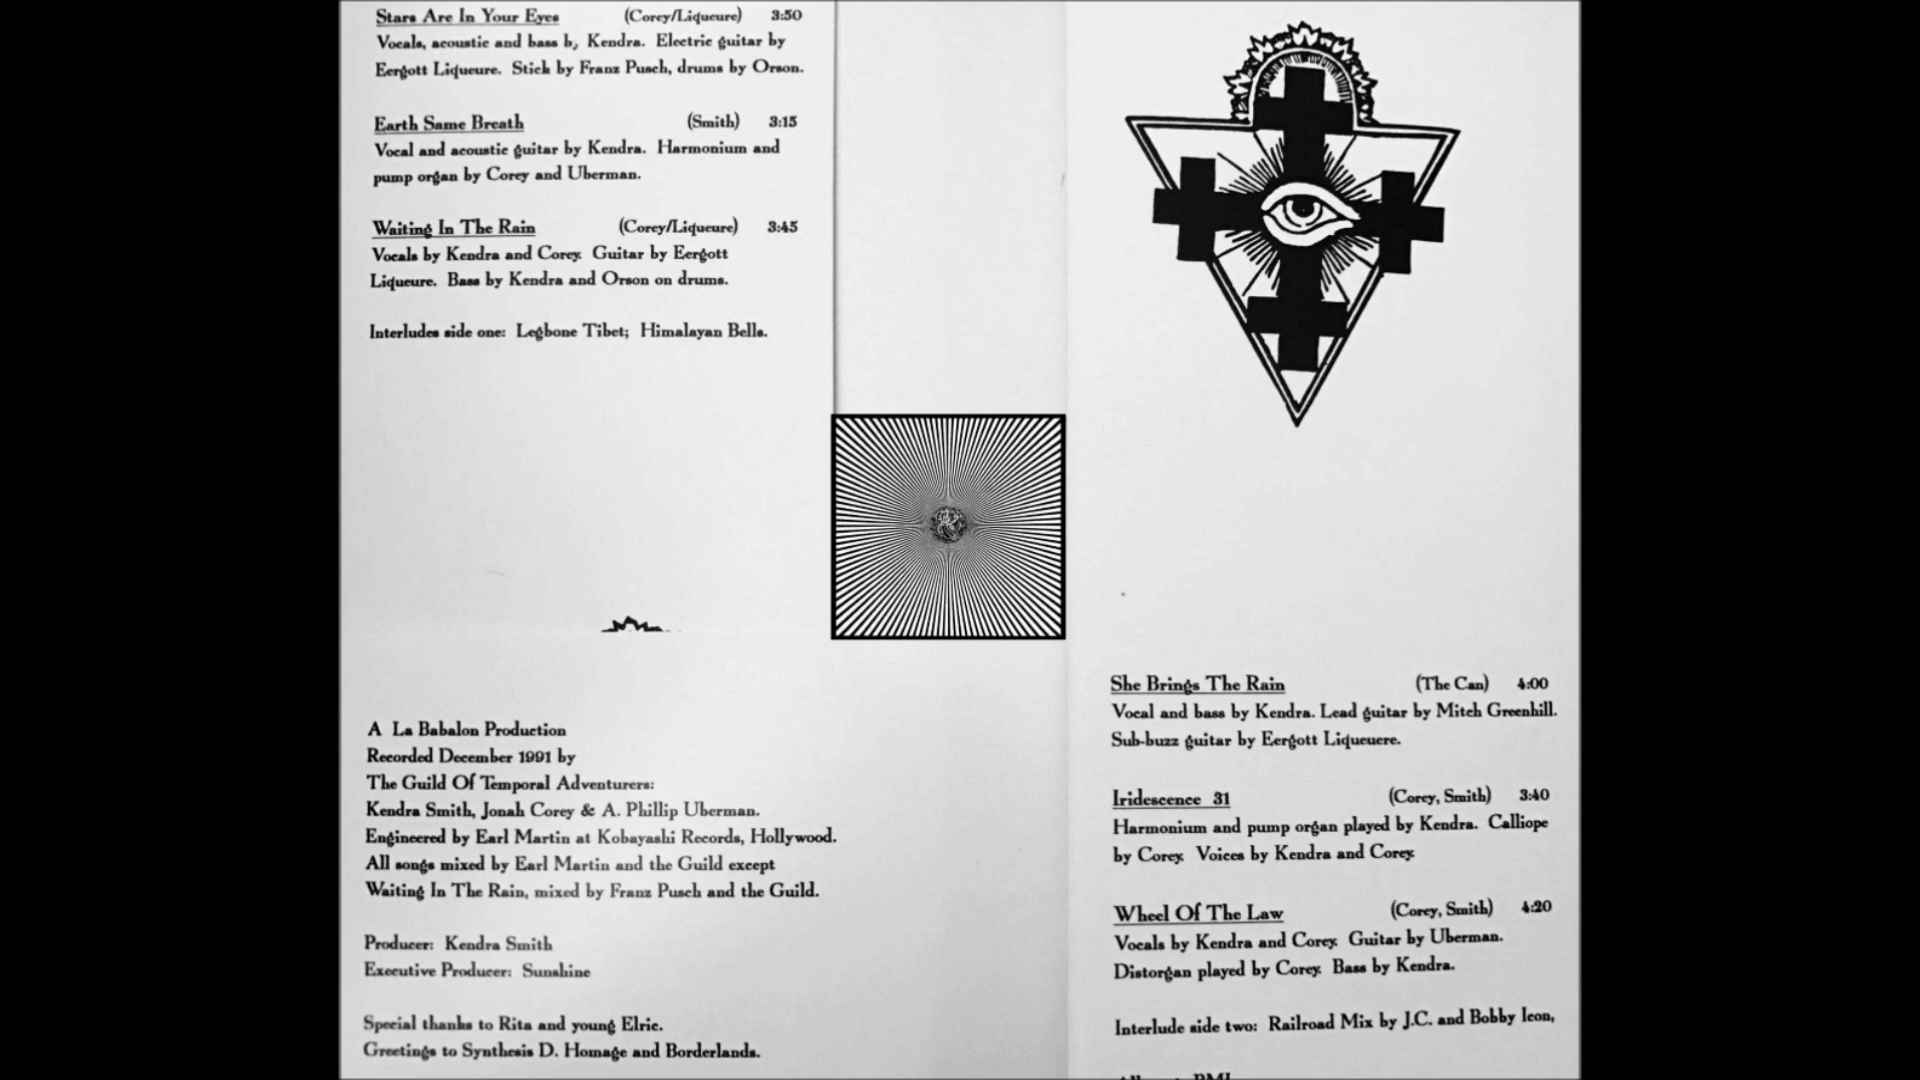 Stars Are In Your Eyes (Corey/Liqueure) 3:50
Vocals, acoustic and bass by Kendra. Electric guitar by
Eergott Liqueure. Stick by Franz Pusch, drums by Orson.
Earth Same Breath (Smith) 3:15
Vocal and acoustic guitar by Kendra. Harmonium and
pump organ by Corey and Uberman.
Waiting In The Rain (Corey/Liqueure) 3:45
Vocals by Kendra and Corey. Guitar by Eergott
Liqueure. Bass by Kendra and Orson on drums.
Interludes side one: Legbone Tibet; Himalayan Bells.
A La Babalon Production
Recorded December 1991 by
The Guild Of Temporal Adventurers:
Kendra Smith, Jonah Corey & A. Phillip Uberman.
Engineered by Earl Martin at Kobayashi Records, Hollywood.
All songs mixed by Earl Martin and the Guild except
Waiting In The Rain, mixed by Franz Pusch and the Guild.
Producer: Kendra Smith
Executive Producer: Sunshine
Special thanks to Rita and young Elric.
Greetings to Synthesis D. Homage and Borderlands.
She Brings The Rain (The Can) 4:00
Vocal and bass by Kendra. Lead guitar by Mitch Greenhill.
Sub-buzz guitar by Eergott Liqueuere.
Iridescence 31 (Corey, Smith) 3:40
Harmonium and pump organ played by Kendra. Calliope
by Corey. Voices by Kendra and Corey.
Wheel Of The Law (Corey, Smith) 4:20
Vocals by Kendra and Corey. Guitar by Uberman.
Distorgan played by Corey. Bass by Kendra.
Interlude side two: Railroad Mix by J.C. and Bobby Icon,